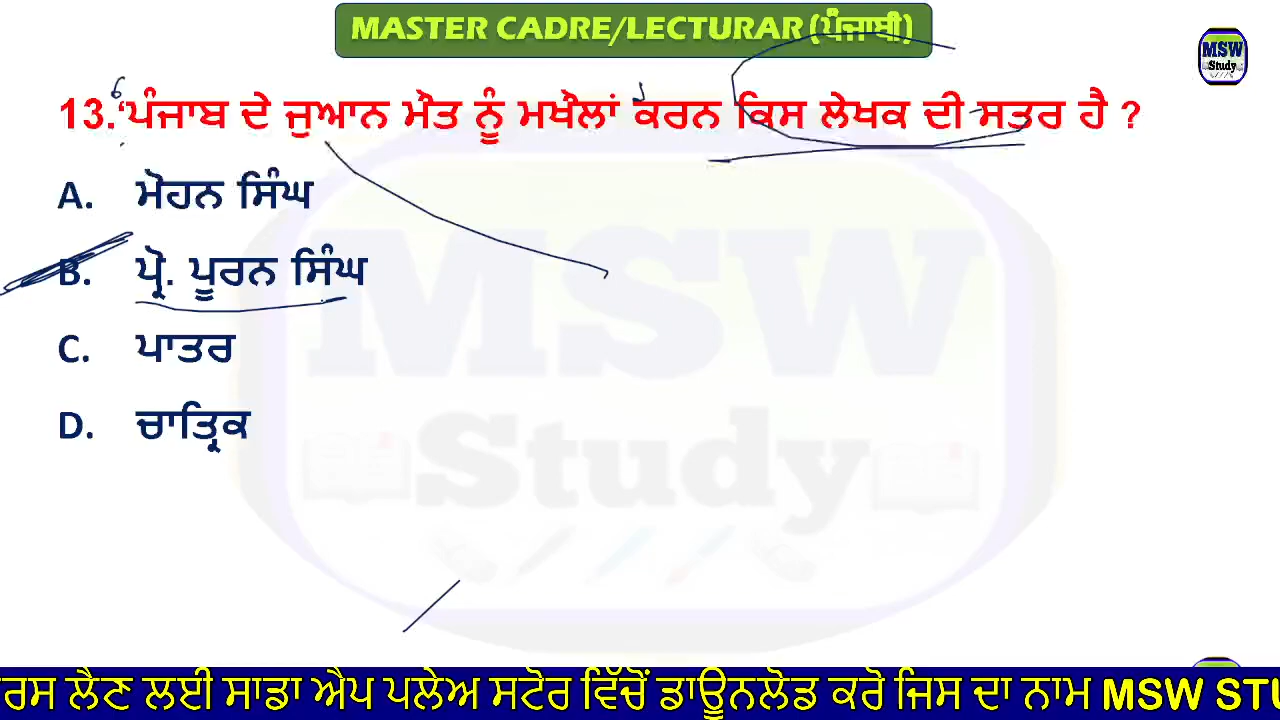 MASTER CADRE/LECTURAR (ਪੰਜਾਬੀ)
MSW
Study
13.‘ਪੰਜਾਬ ਦੇ ਜੁਆਨ ਮੌਤ ਨੂੰ ਮਖੌਲਾਂ ਕਰਨ ਕਿਸ ਲੇਖਕ ਦੀ ਸਤਰ ਹੈ ?
A. ਮੋਹਨ ਸਿੰਘ
B. ਪ੍ਰੋ. ਪੂਰਨ ਸਿੰਘ
C. ਪਾਤਰ
D. ਚਾਤ੍ਰਿਕ
MSW
Study
ਰਸ ਲੈਣ ਲਈ ਸਾਡਾ ਐਪ ਪਲੇਅ ਸਟੋਰ ਵਿੱਚੋਂ ਡਾਊਨਲੋਡ ਕਰੋ ਜਿਸ ਦਾ ਨਾਮ MSW STU